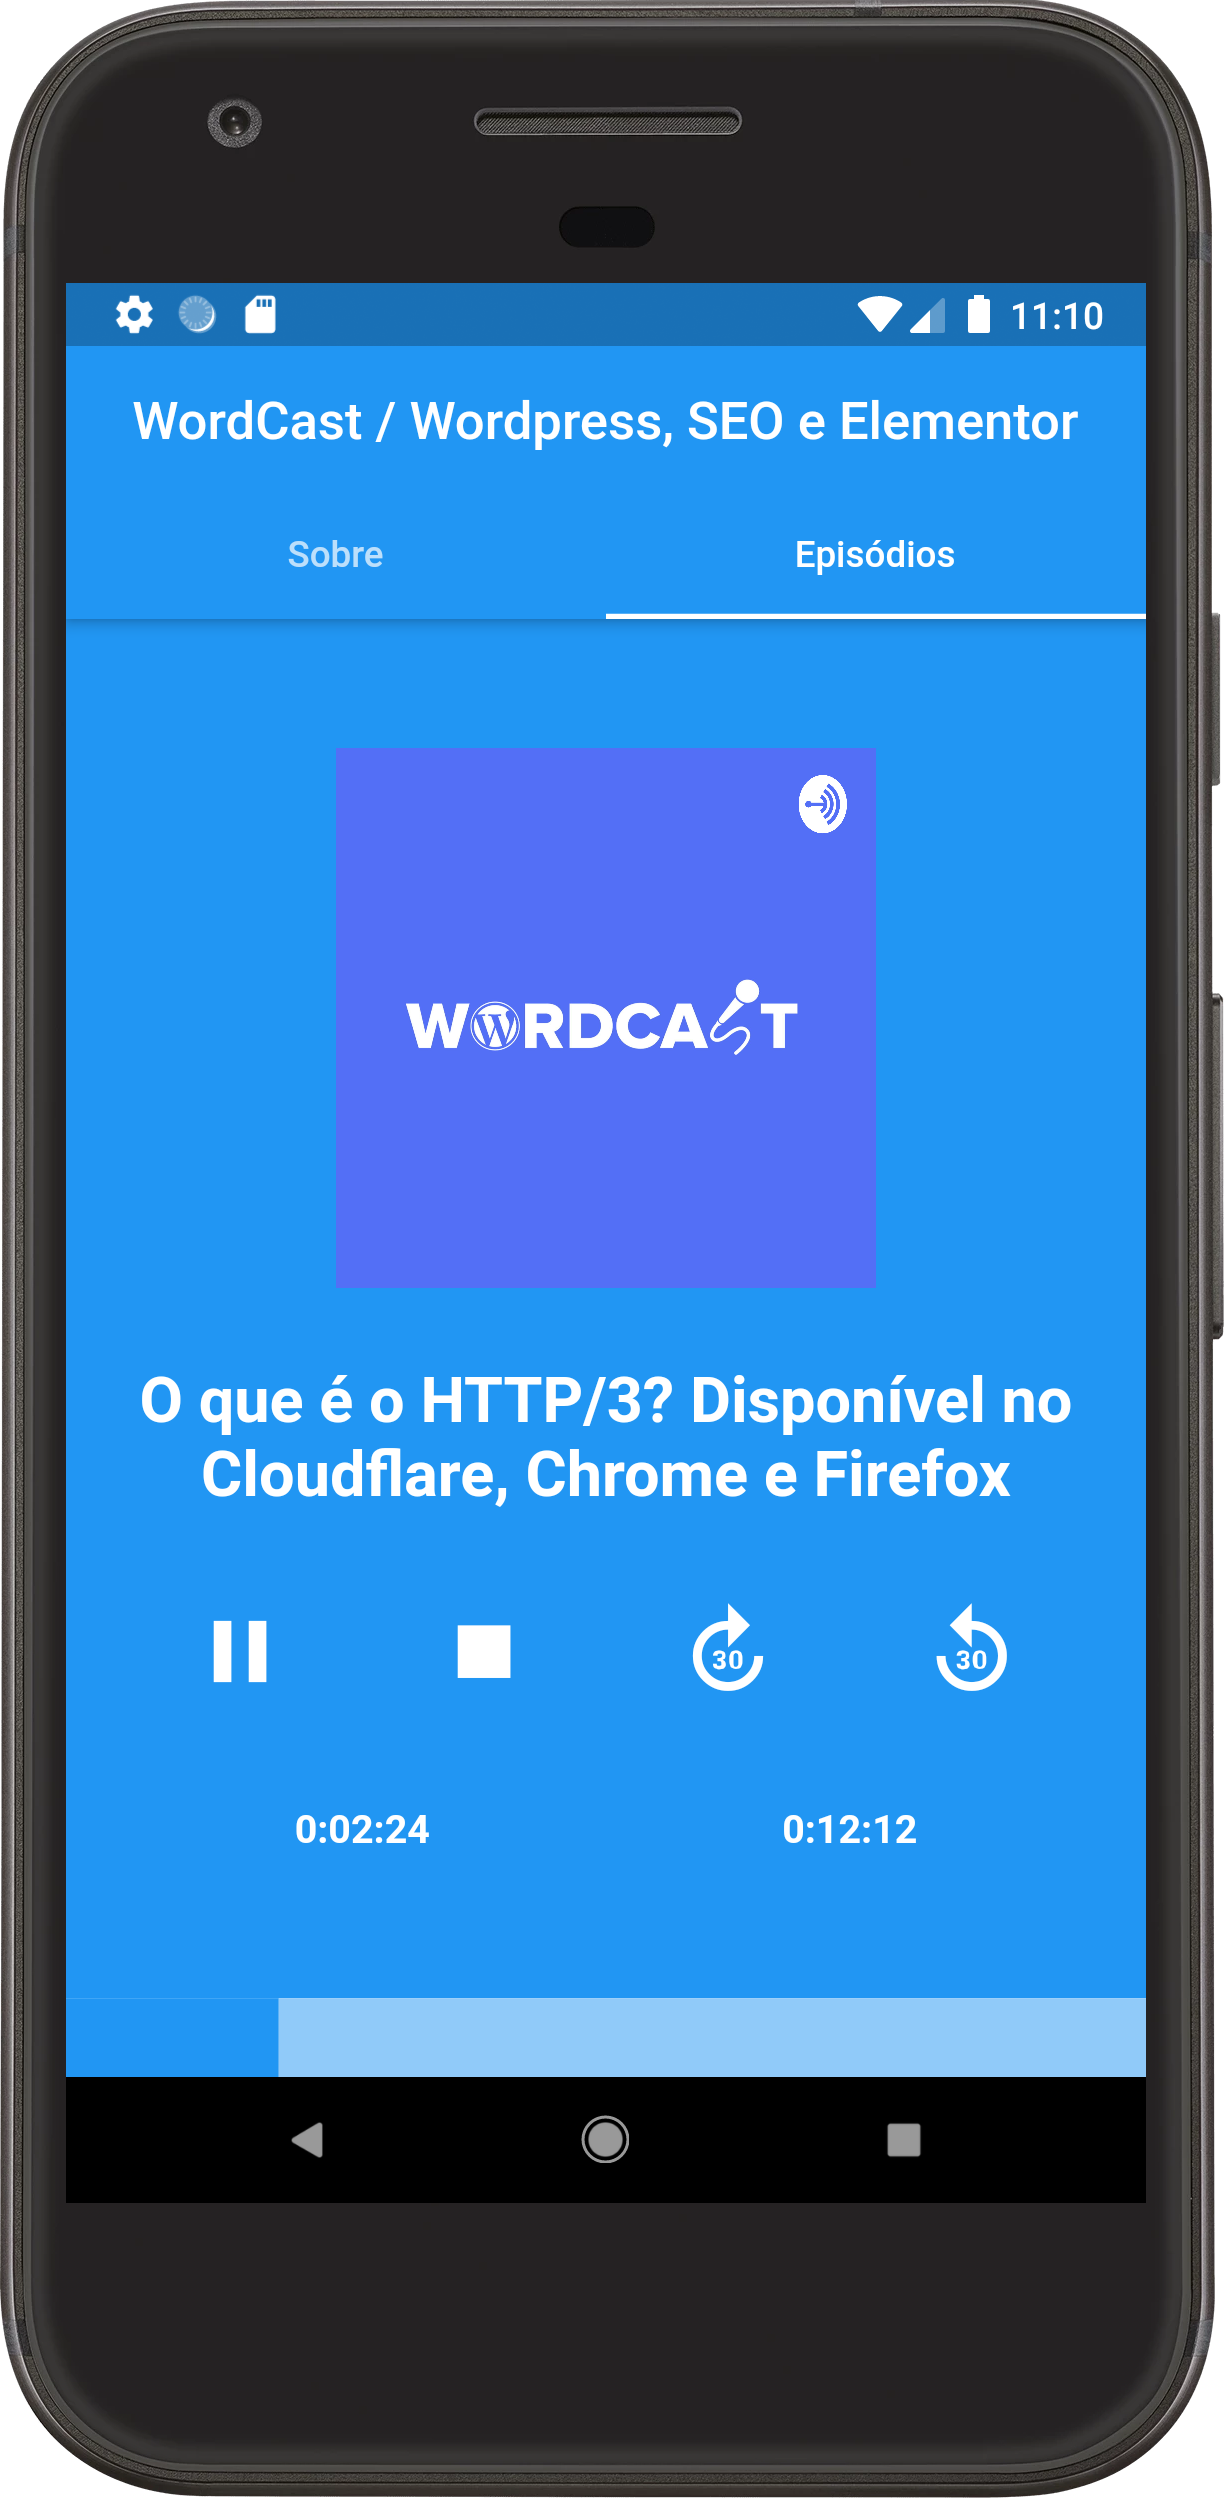 11:10
WordCast / Wordpress, SEO e Elementor
Sobre
Episódios
WORDCAST
O que é o HTTP/3? Disponível no
Cloudflare, Chrome e Firefox
30
30
0:02:24
0:12:12